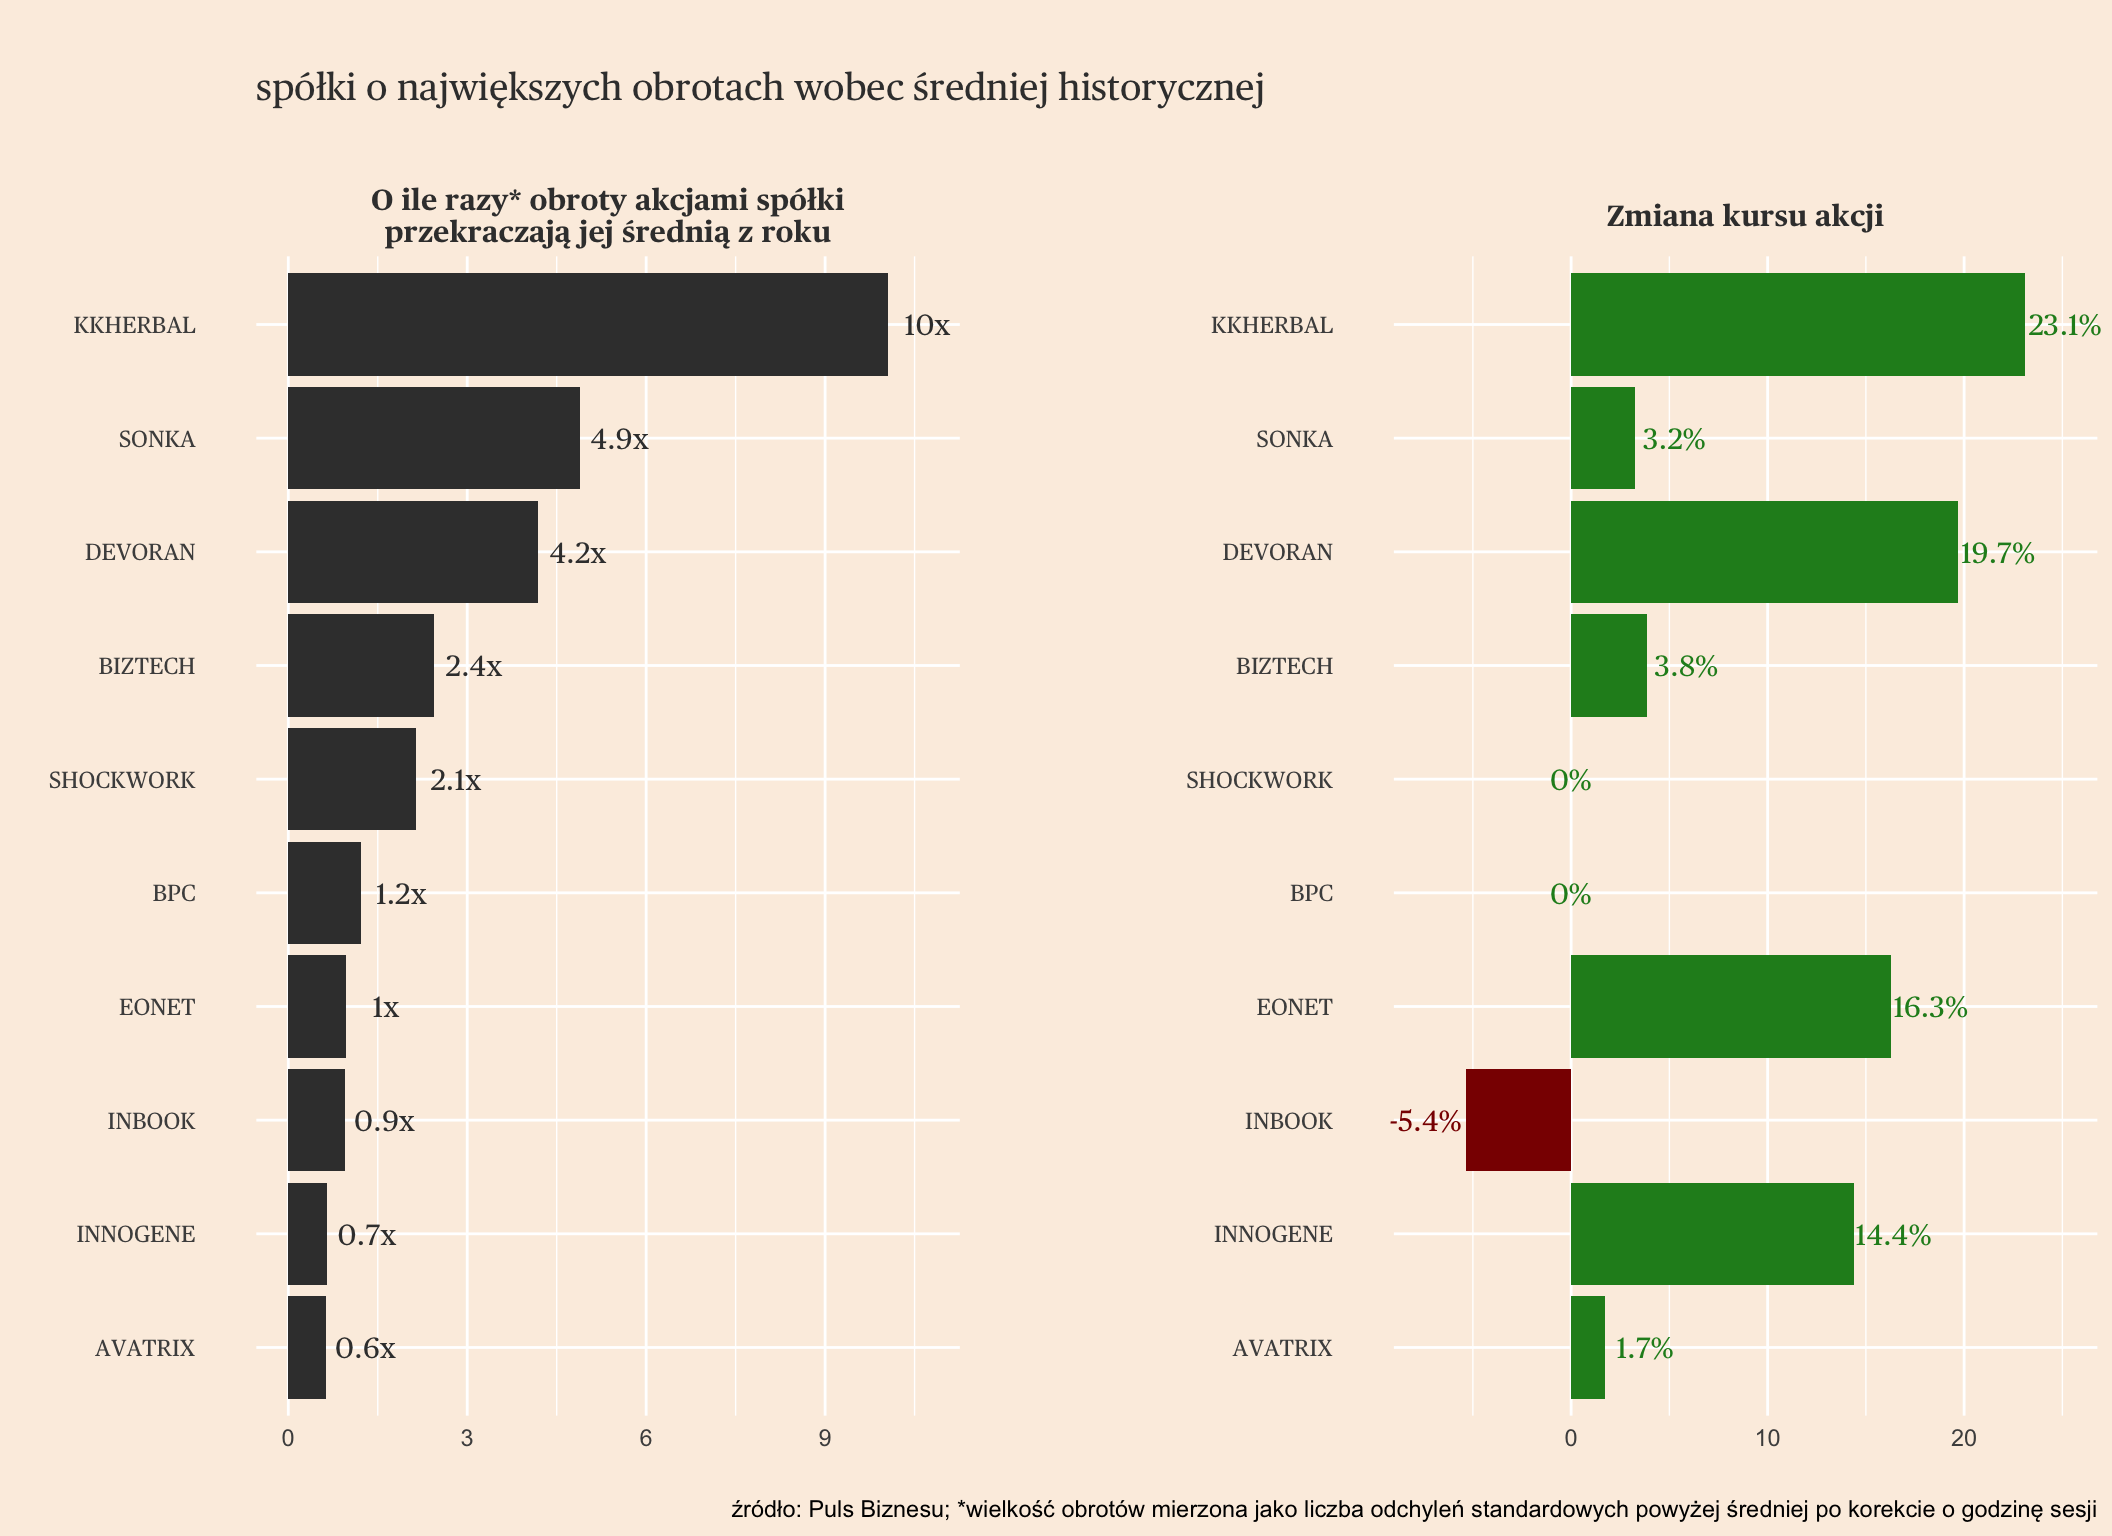 spółki o największych obrotach wobec średniej historycznej
O ile razy* obroty akcjami spółki
przekraczają jej średnią z roku
KKHERBAL 10x
SONKA 4.9x
DEVORAN 4.2x
BIZTECH 2.4x
SHOCKWORK 2.1x
BPC 1.2x
EONET 1x
INBOOK 0.9x
INNOGENE 0.7x
AVATRIX 0.6x
0 3 6 9
Zmiana kursu akcji
KKHERBAL 23.1%
SONKA 3.2%
DEVORAN 19.7%
BIZTECH 3.8%
SHOCKWORK 0%
BPC 0%
EONET 16.3%
INBOOK -5.4%
INNOGENE 14.4%
AVATRIX 1.7%
0 10 20
źródło: Puls Biznesu; *wielkość obrotów mierzona jako liczba odchyleń standardowych powyżej średniej po korekcie o godzinę sesji